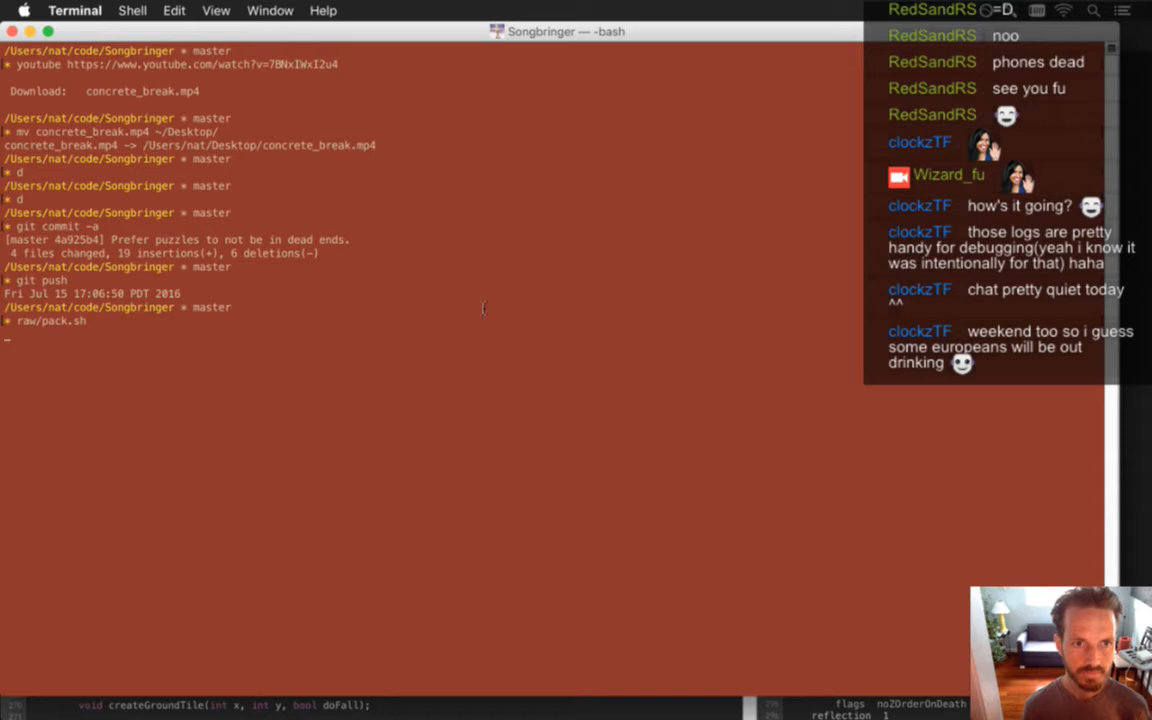 Terminal Shell Edit View Window Help
Songbringer — -bash
/Users/nat/code/Songbringer * master
* youtube https://www.youtube.com/watch?v=7BNxIWxI2u4
Download: concrete_break.mp4
/Users/nat/code/Songbringer * master
* mv concrete_break.mp4 ~/Desktop/
concrete_break.mp4 -> /Users/nat/Desktop/concrete_break.mp4
/Users/nat/code/Songbringer * master
* d
/Users/nat/code/Songbringer * master
* d
/Users/nat/code/Songbringer * master
* git commit -a
[master 4a925b4] Prefer puzzles to not be in dead ends.
4 files changed, 19 insertions(+), 6 deletions(-)
/Users/nat/code/Songbringer * master
* git push
Fri Jul 15 17:06:50 PDT 2016
/Users/nat/code/Songbringer * master
* raw/pack.sh
RedSandRS =D
RedSandRS noo
RedSandRS phones dead
RedSandRS see you fu
RedSandRS
clockzTF
Wizard_fu
clockzTF how's it going?
clockzTF those logs are pretty
handy for debugging(yeah i know it
was intentionally for that) haha
clockzTF chat pretty quiet today
^^
clockzTF weekend too so i guess
some europeans will be out
drinking
270 void createGroundTile(int x, int y, bool doFall);
271
flags noZOrderOnDeath
reflection 1